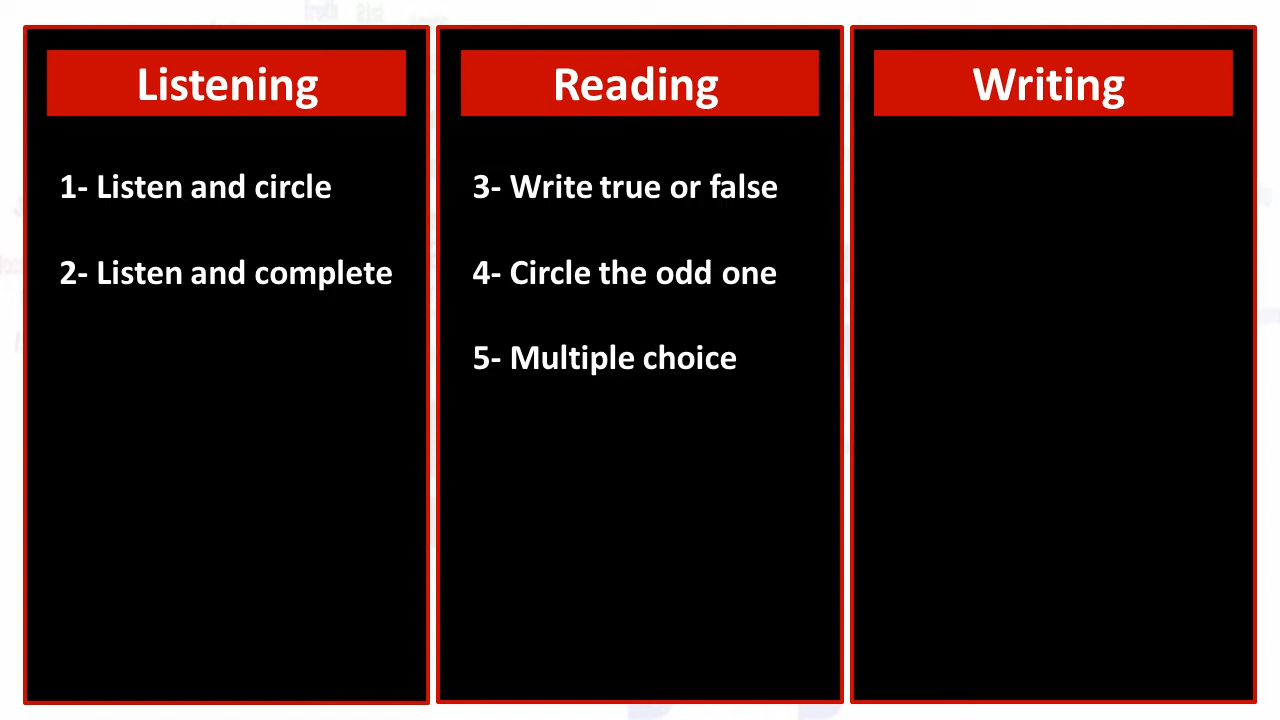 Listening
1- Listen and circle
2- Listen and complete
Reading
3- Write true or false
4- Circle the odd one
5- Multiple choice
Writing